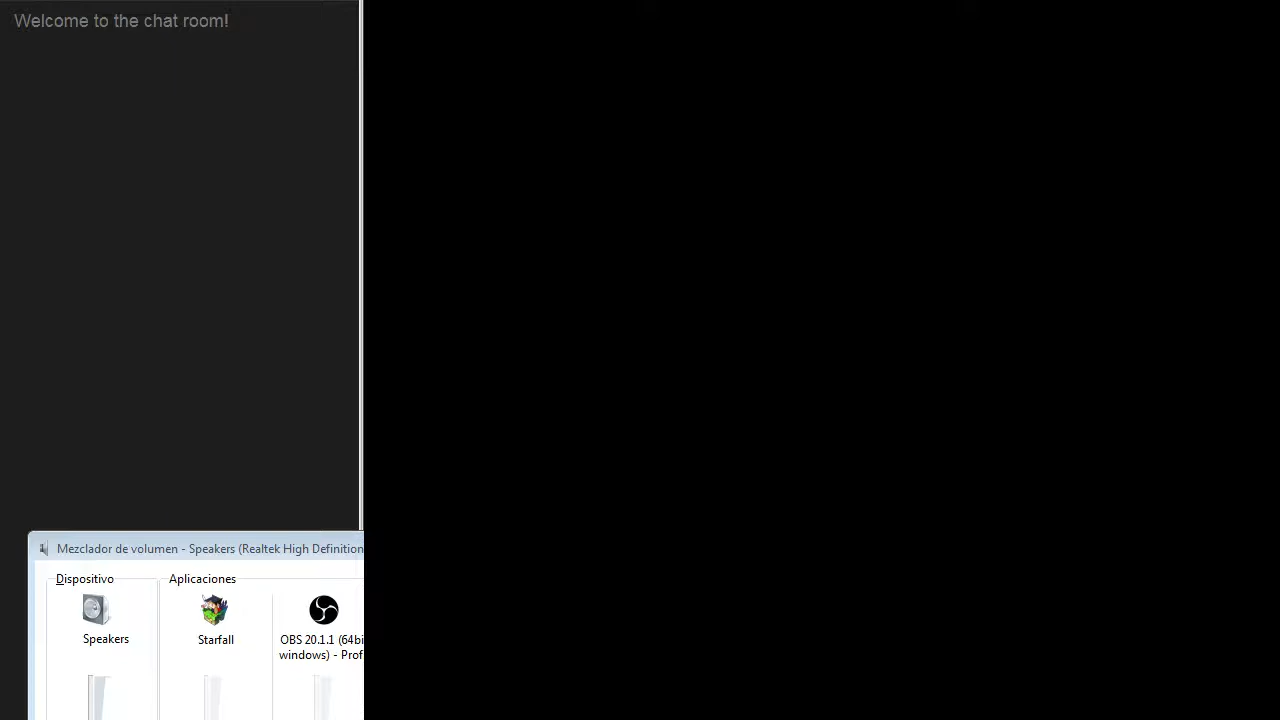 Welcome to the chat room!
Mezclador de volumen - Speakers (Realtek High Definition
Dispositivo
Aplicaciones
Speakers
Starfall
OBS 20.1.1 (64bi
windows) - Prof